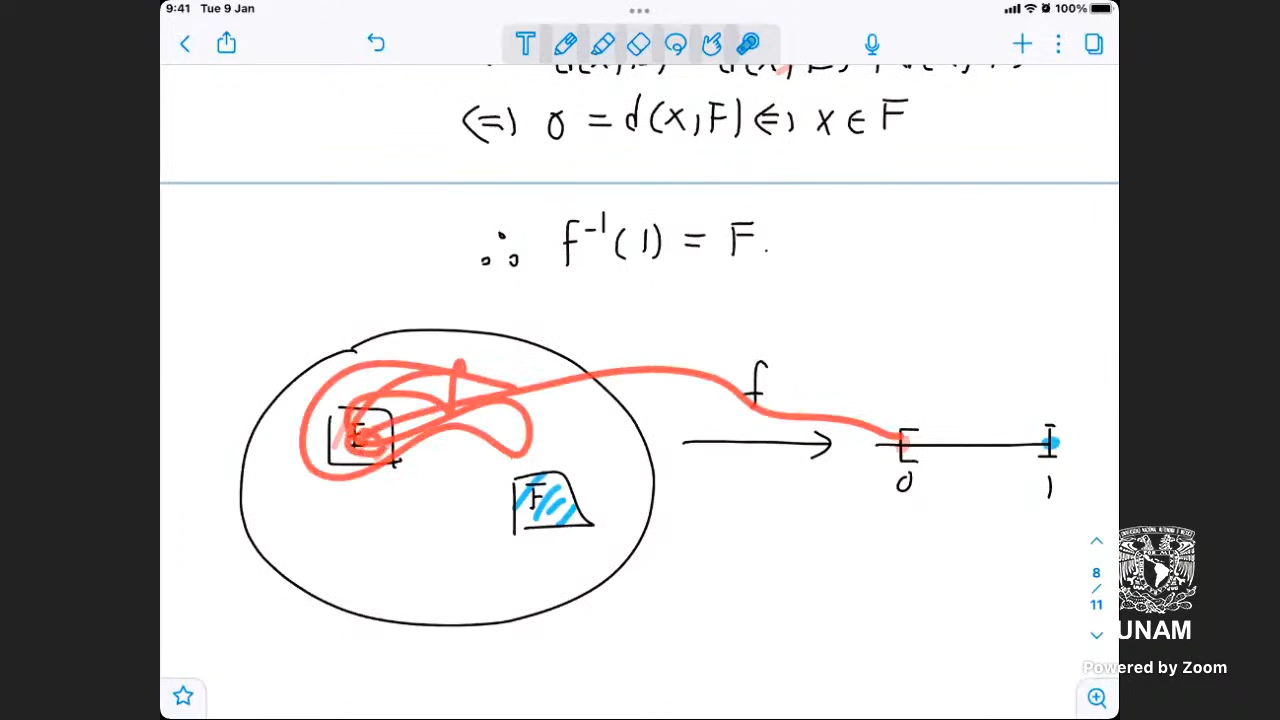 9:41 Tue 9 Jan
100%
⟺ 0 = d(x,F) ⟺ x ∈ F
∴ f⁻¹(1) = F.
f
E
F
0
1
8
/
11
UNAM
Powered by Zoom